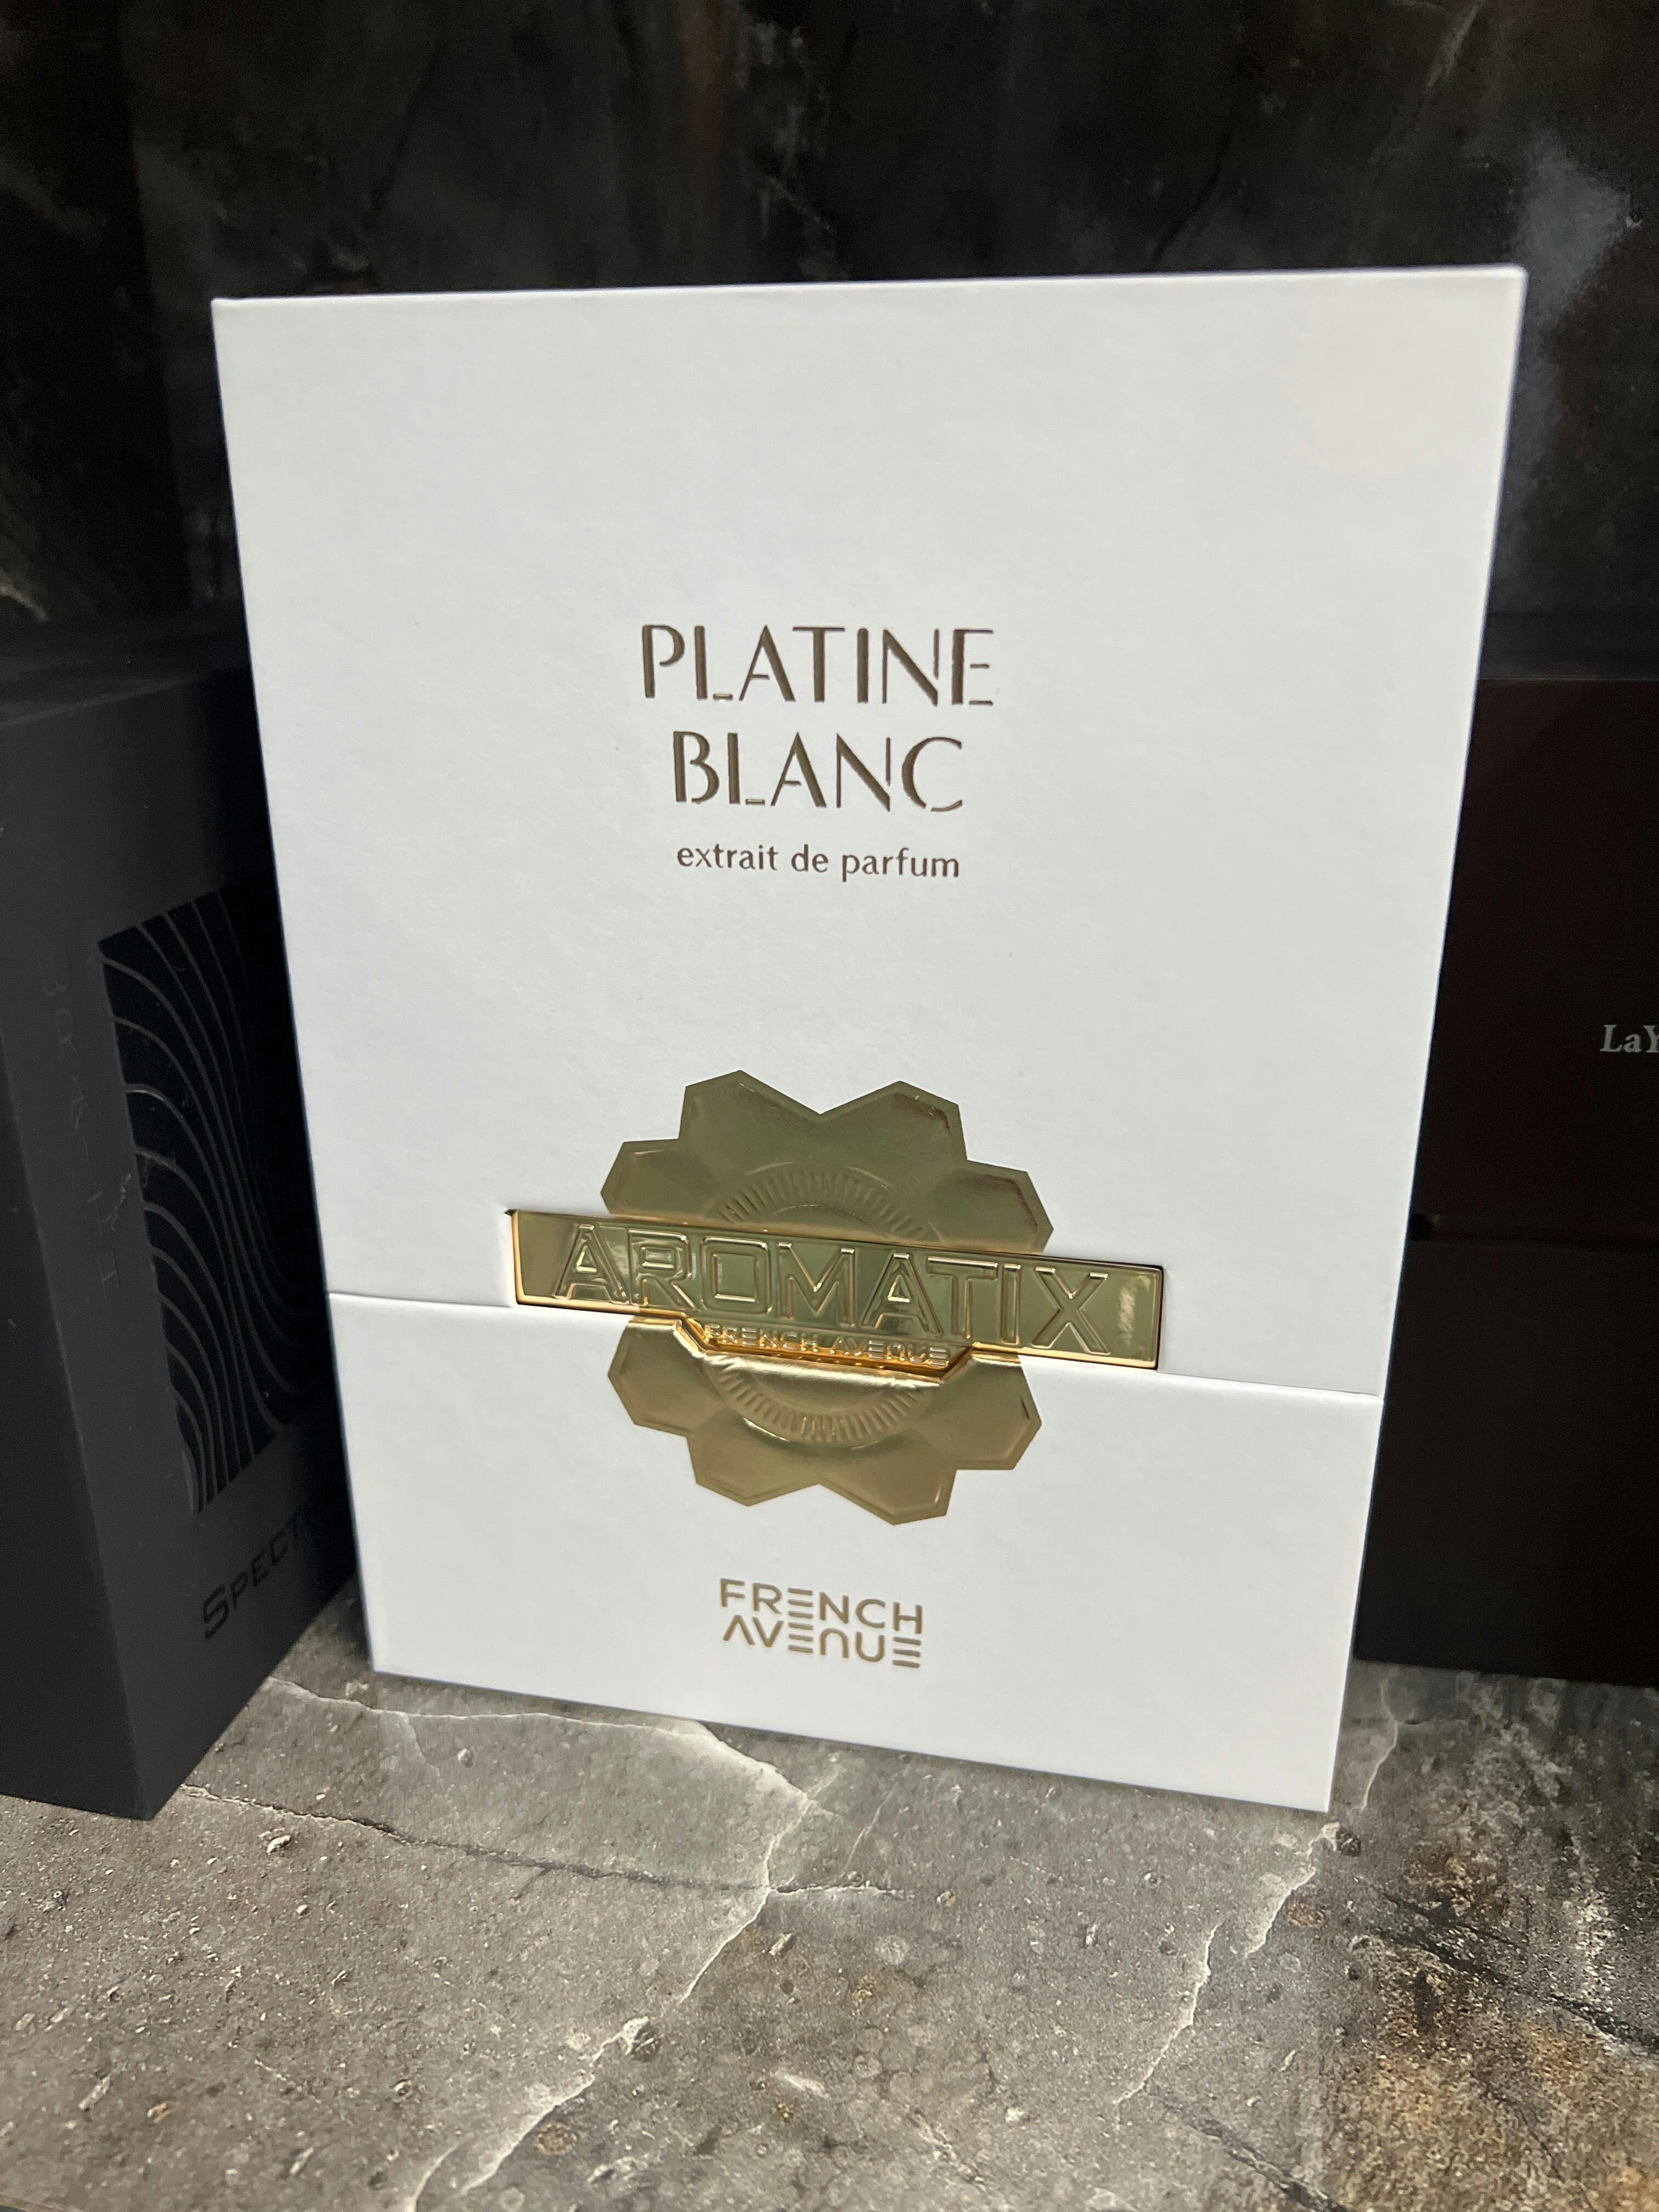 PLATINE
BLANC
extrait de parfum
AROMATIX
FRENCH AVENUE
FRENCH
AVENUE